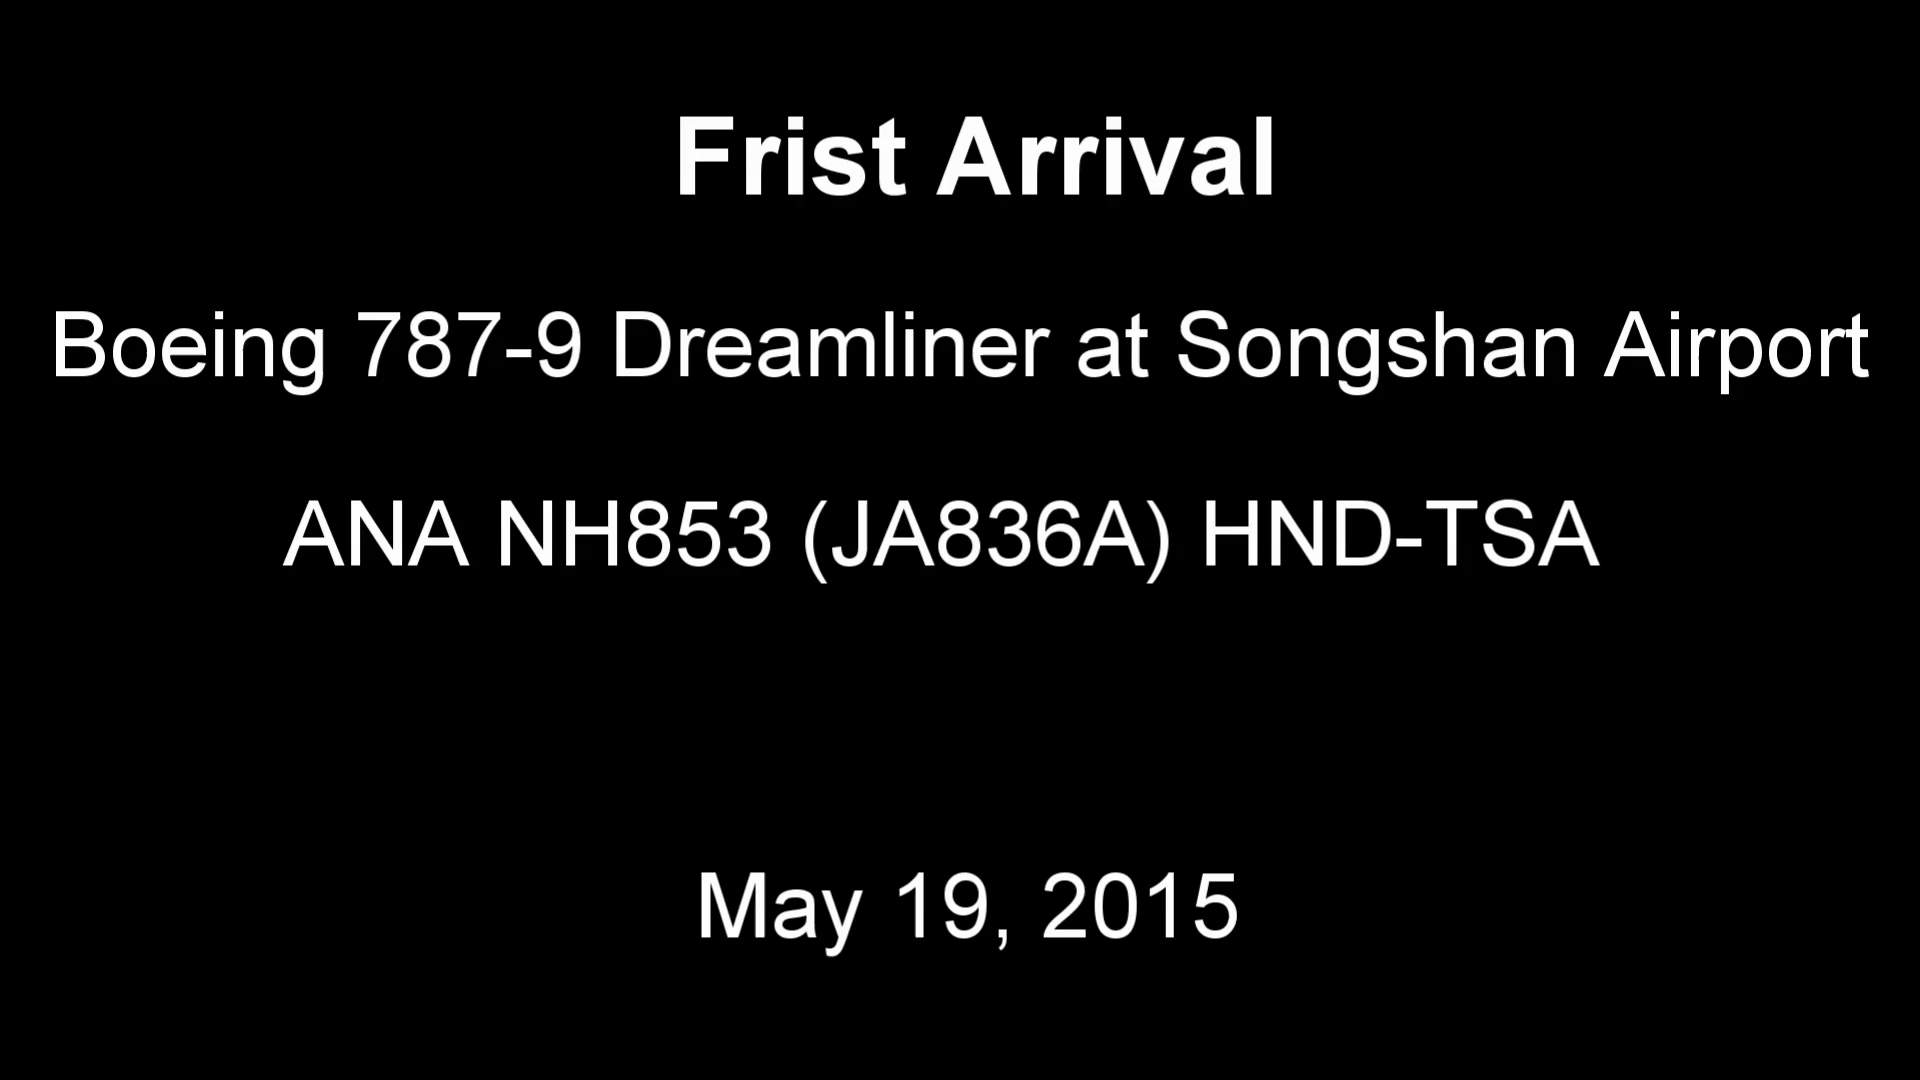 Frist Arrival
Boeing 787-9 Dreamliner at Songshan Airport
ANA NH853 (JA836A) HND-TSA
May 19, 2015